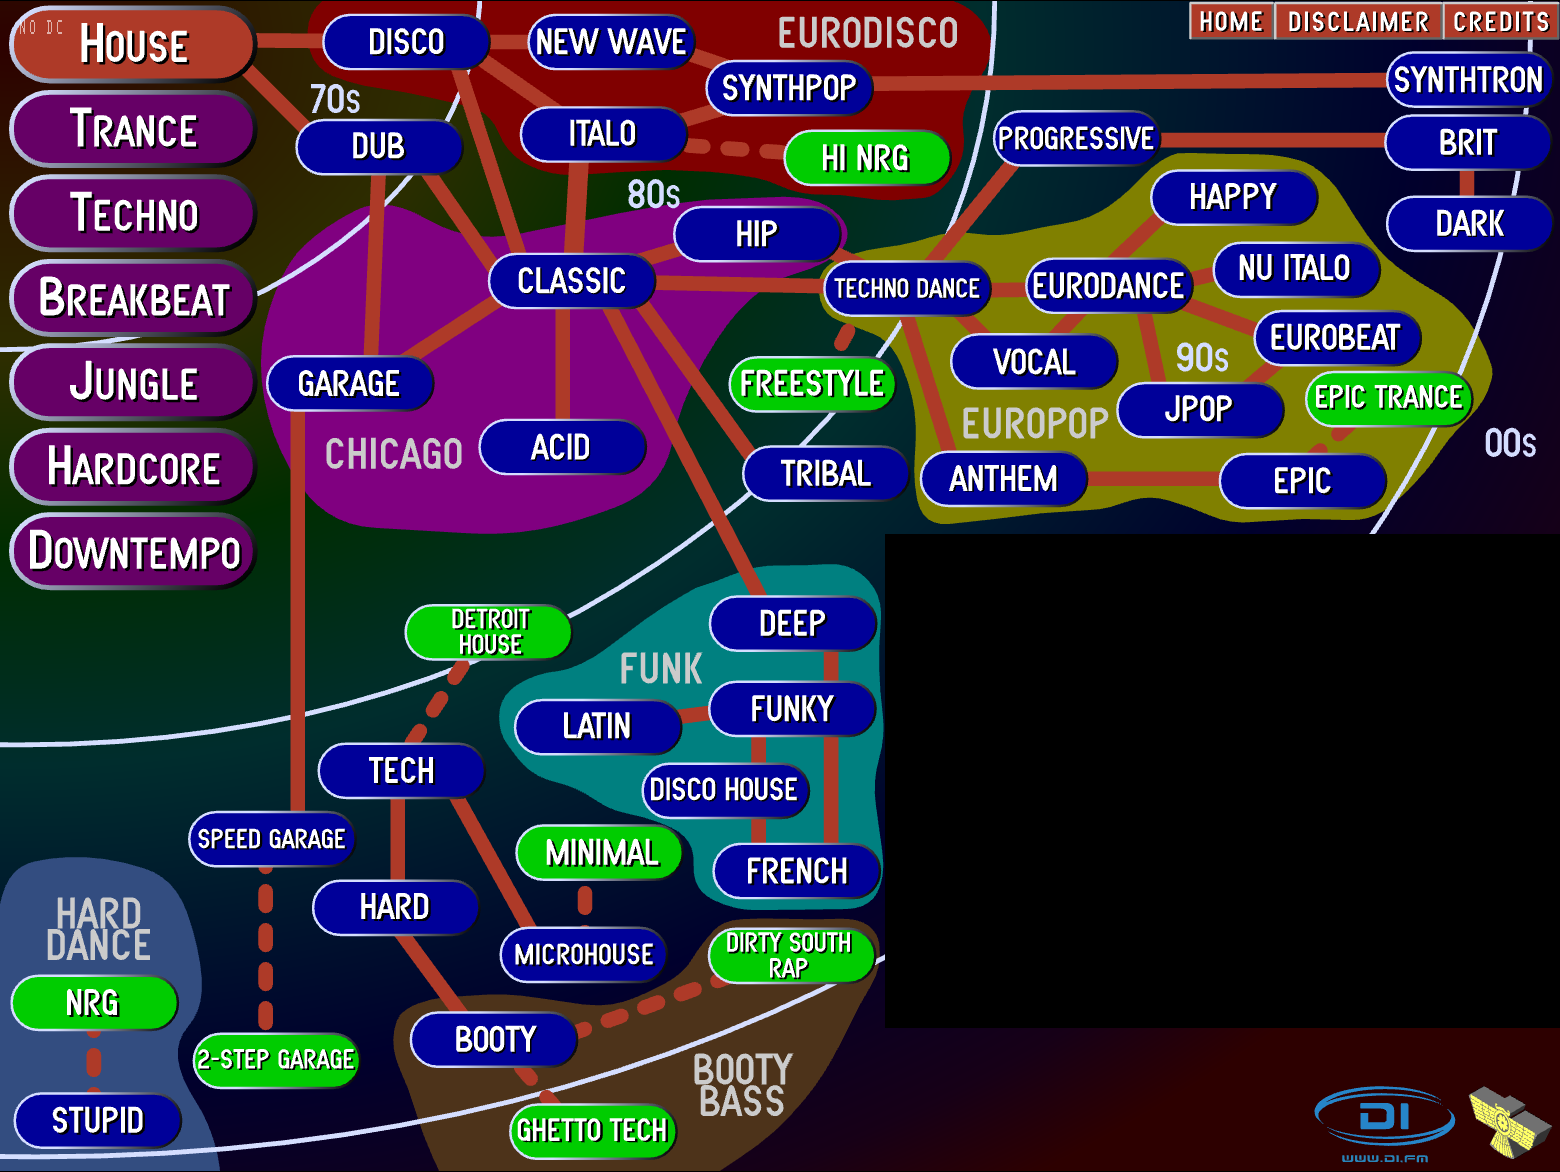 NO DC
HOUSE
TRANCE
TECHNO
BREAKBEAT
JUNGLE
HARDCORE
DOWNTEMPO
HOME
DISCLAIMER
CREDITS
EURODISCO
DISCO
NEW WAVE
SYNTHPOP
SYNTHTRON
70s
DUB
ITALO
HI NRG
PROGRESSIVE
BRIT
80s
HAPPY
DARK
HIP
CLASSIC
TECHNO DANCE
EURODANCE
NU ITALO
EUROBEAT
VOCAL
90s
GARAGE
FREESTYLE
JPOP
EPIC TRANCE
EUROPOP
00s
CHICAGO
ACID
TRIBAL
ANTHEM
EPIC
DETROIT
HOUSE
DEEP
FUNK
LATIN
FUNKY
TECH
DISCO HOUSE
SPEED GARAGE
MINIMAL
FRENCH
HARD
DANCE
HARD
MICROHOUSE
DIRTY SOUTH
RAP
NRG
BOOTY
2-STEP GARAGE
BOOTY
BASS
STUPID
GHETTO TECH
DI
WWW.DI.FM